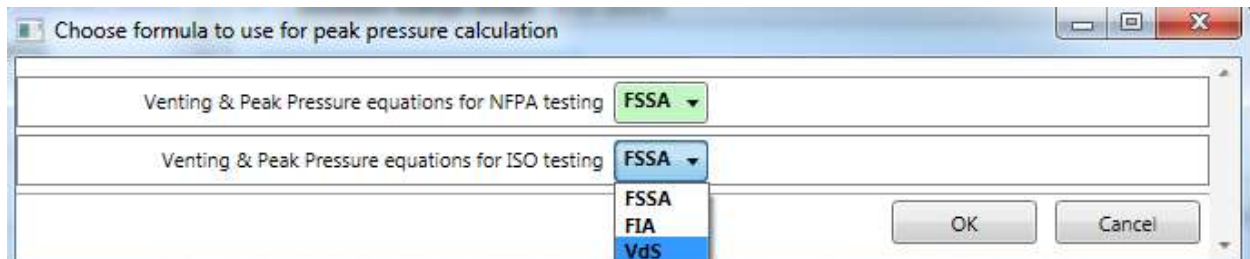 Choose formula to use for peak pressure calculation
Venting & Peak Pressure equations for NFPA testing FSSA
Venting & Peak Pressure equations for ISO testing FSSA
FSSA
FIA
VdS
OK Cancel